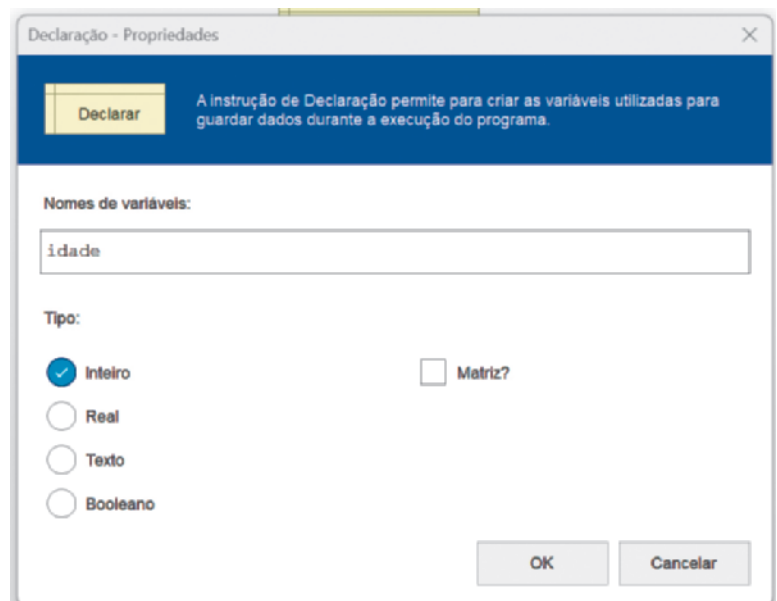 Declaração - Propriedades
Declarar
A instrução de Declaração permite para criar as variáveis utilizadas para
guardar dados durante a execução do programa.
Nomes de variáveis:
idade
Tipo:
Inteiro
Matriz?
Real
Texto
Booleano
OK
Cancelar